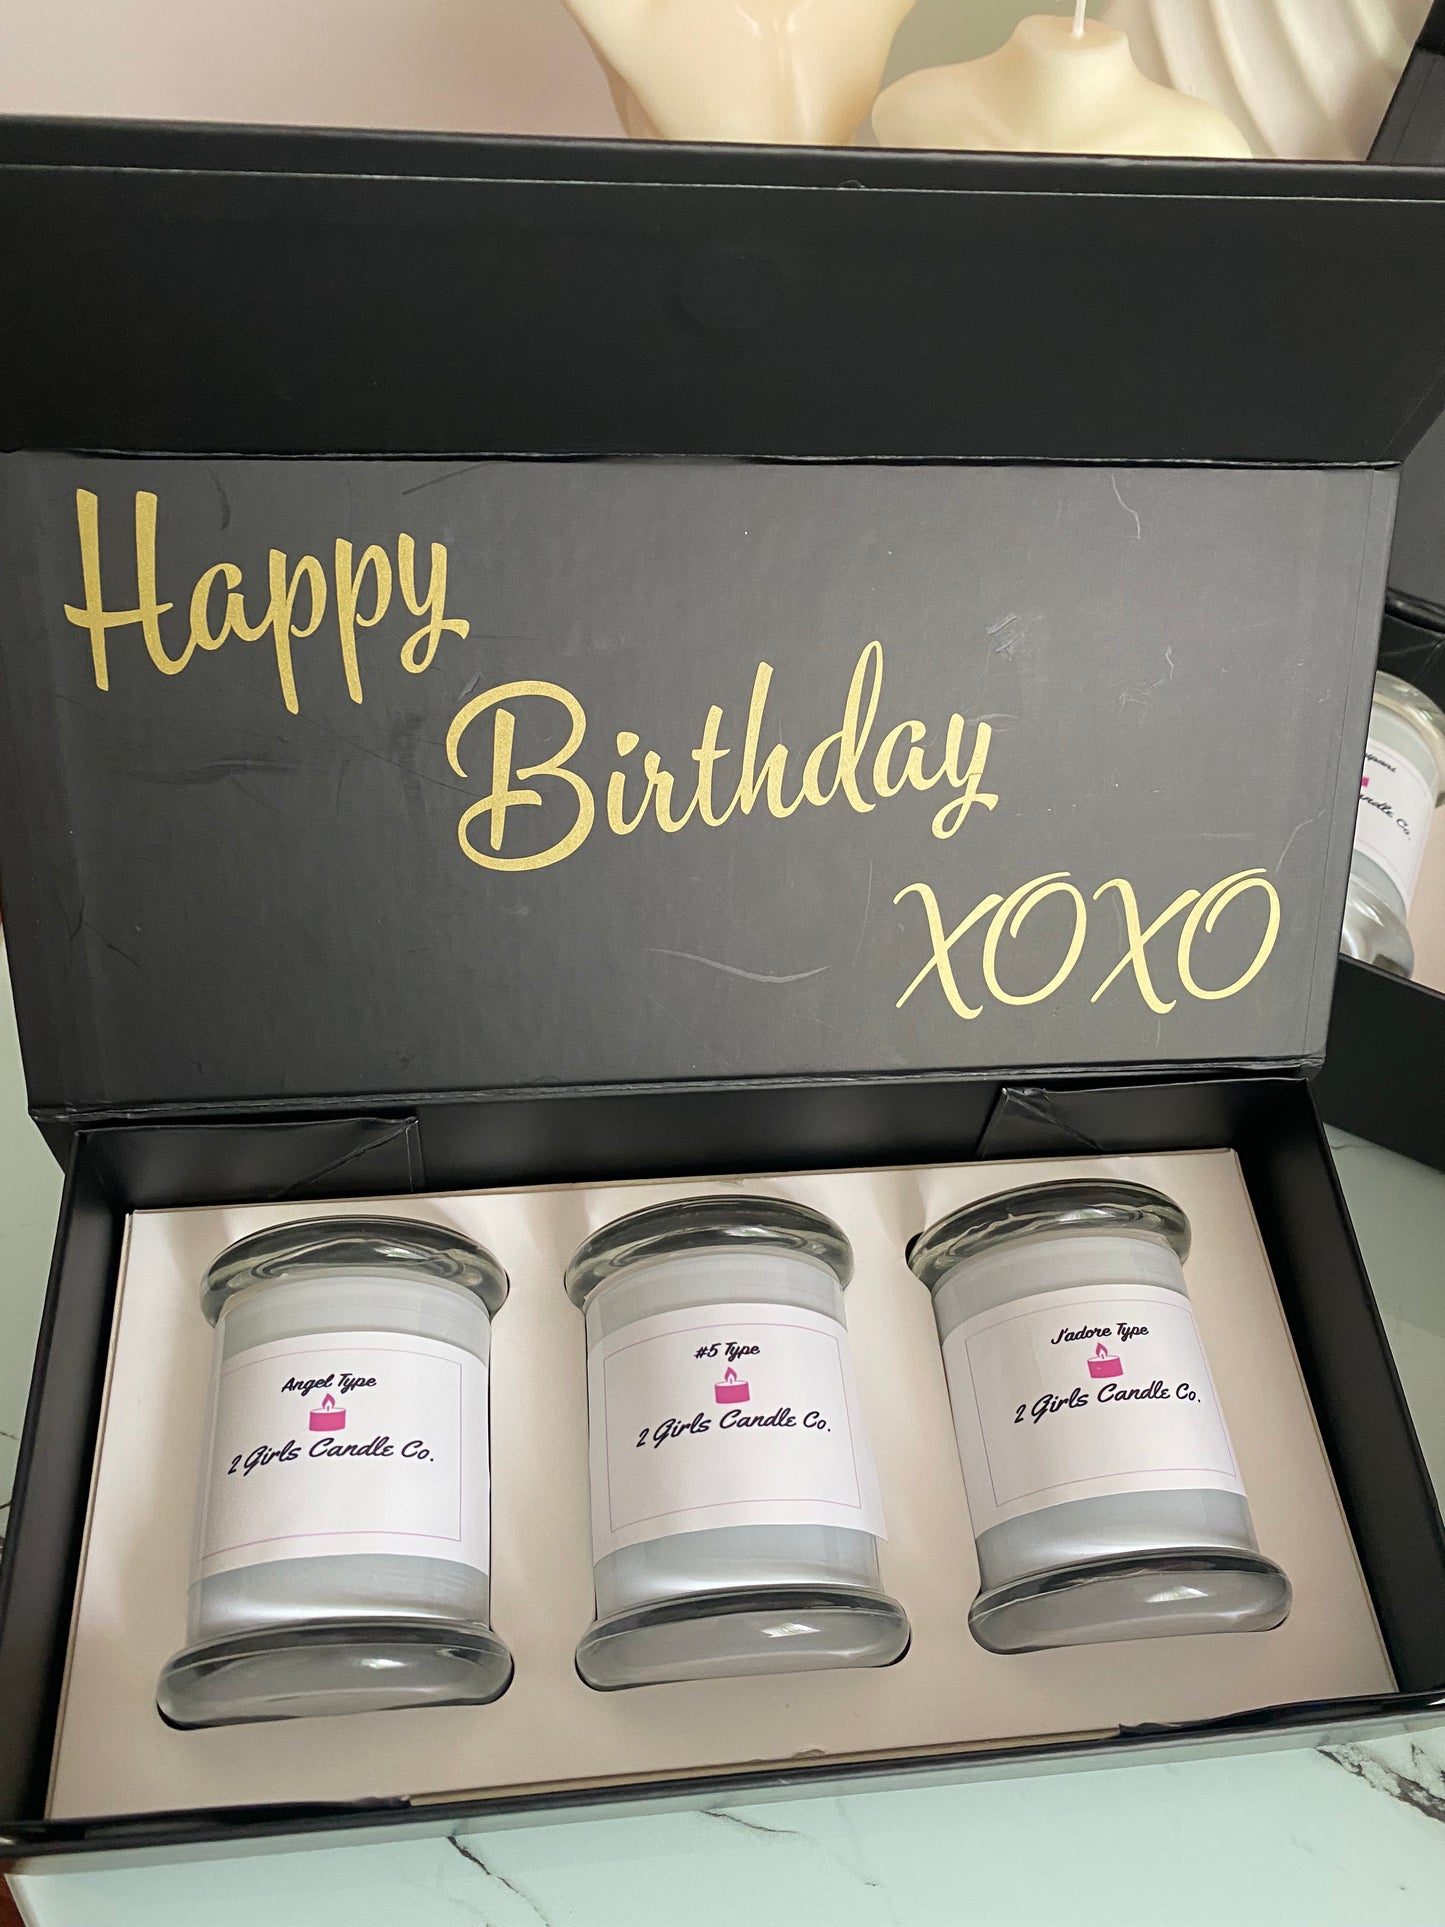 Happy
Birthday
XOXO
Angel Type
2 Girls Candle Co.
#5 Type
2 Girls Candle Co.
J'adore Type
2 Girls Candle Co.
Co.